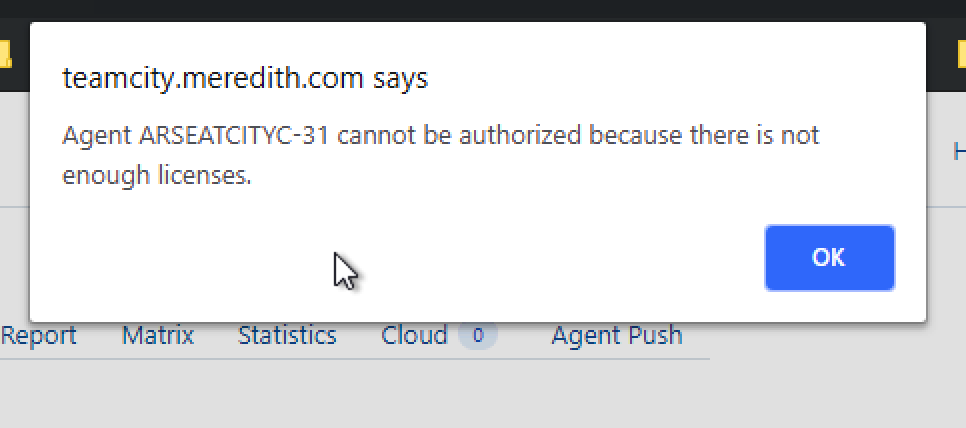 teamcity.meredith.com says
Agent ARSEATCITYC-31 cannot be authorized because there is not
enough licenses.
OK
Report Matrix Statistics Cloud 0 Agent Push